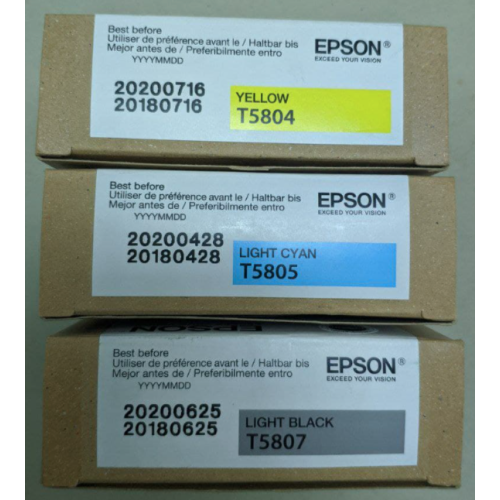 Best before
Utiliser de préférence avant le / Haltbar bis
Mejor antes de / Preferibilmente entro
YYYYMMDD
EPSON®
EXCEED YOUR VISION
20200716
20180716
YELLOW
T5804
Best before
Utiliser de préférence avant le / Haltbar bis
Mejor antes de / Preferibilmente entro
YYYYMMDD
EPSON®
EXCEED YOUR VISION
20200428
20180428
LIGHT CYAN
T5805
EPSON
Best before
Utiliser de préférence avant le / Haltbar bis
Mejor antes de / Preferibilmente entro
YYYYMMDD
EPSON®
EXCEED YOUR VISION
20200625
20180625
LIGHT BLACK
T5807